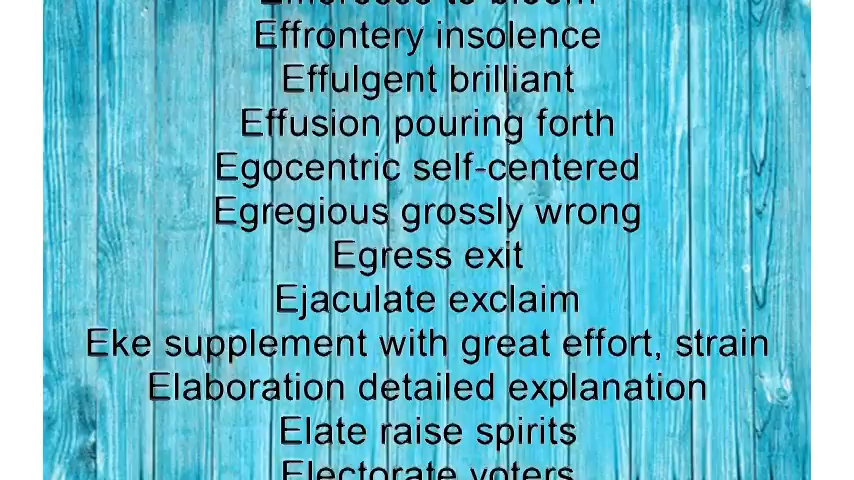 to bloom
Effrontery insolence
Effulgent brilliant
Effusion pouring forth
Egocentric self-centered
Egregious grossly wrong
Egress exit
Ejaculate exclaim
Eke supplement with great effort, strain
Elaboration detailed explanation
Elate raise spirits
Electorate voters